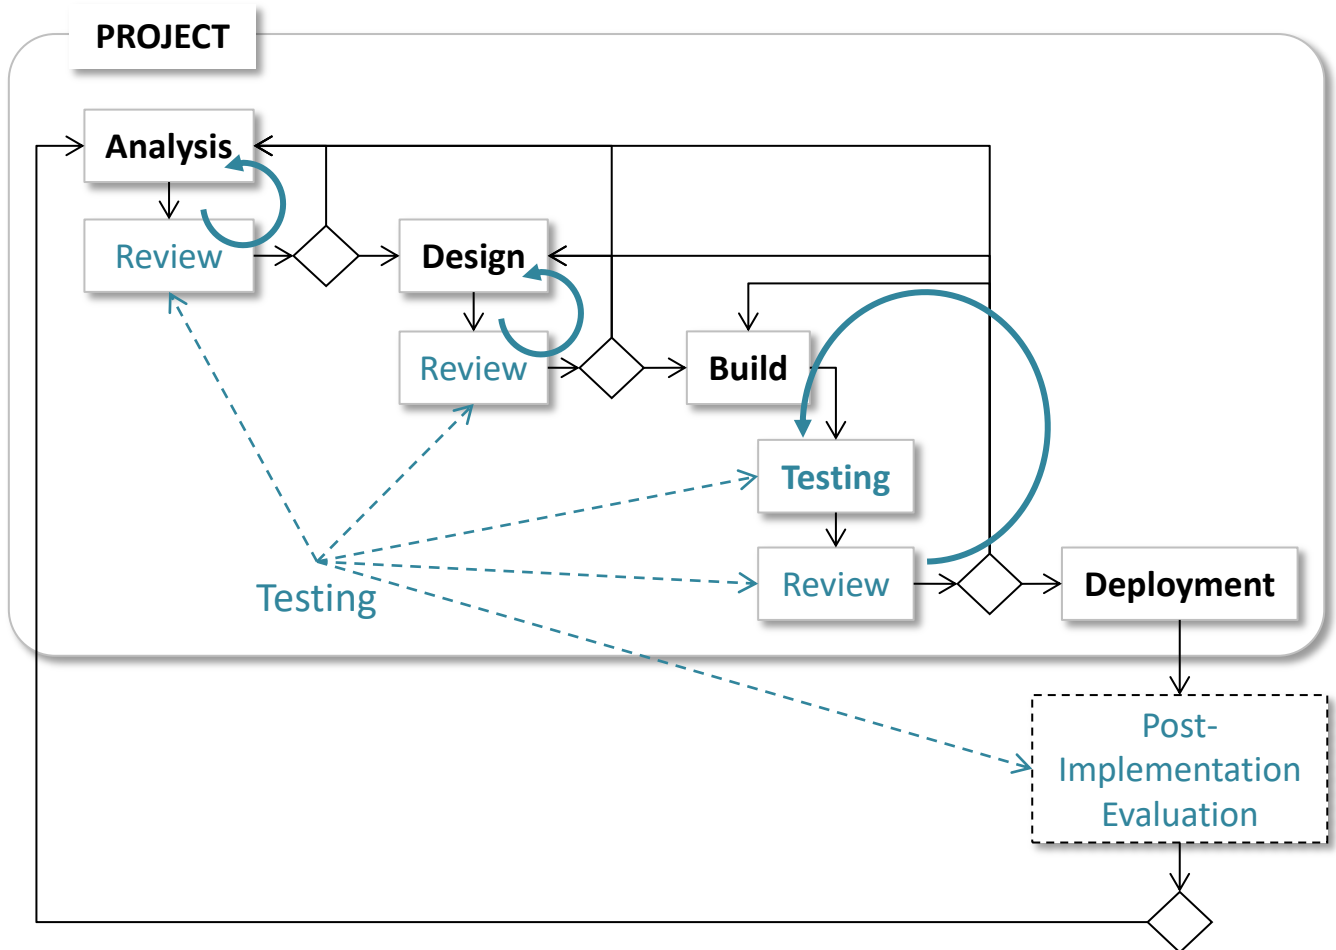 PROJECT
Analysis
Review
Design
Review
Build
Testing
Review
Testing
Deployment
Post-
Implementation
Evaluation